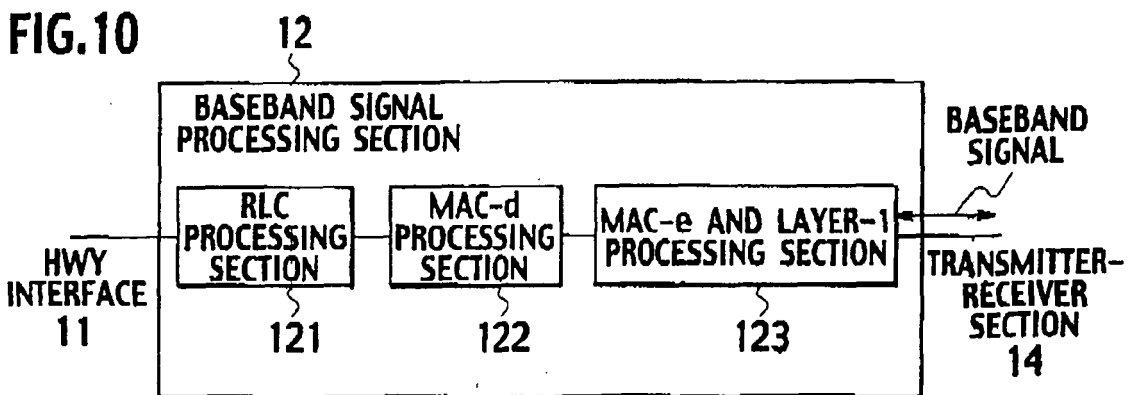 FIG.10
12
BASEBAND SIGNAL
PROCESSING SECTION
BASEBAND
SIGNAL
RLC
PROCESSING
SECTION
MAC-d
PROCESSING
SECTION
MAC-e AND LAYER-1
PROCESSING SECTION
HWY
INTERFACE
11
121
122
123
TRANSMITTER-
RECEIVER
SECTION
14